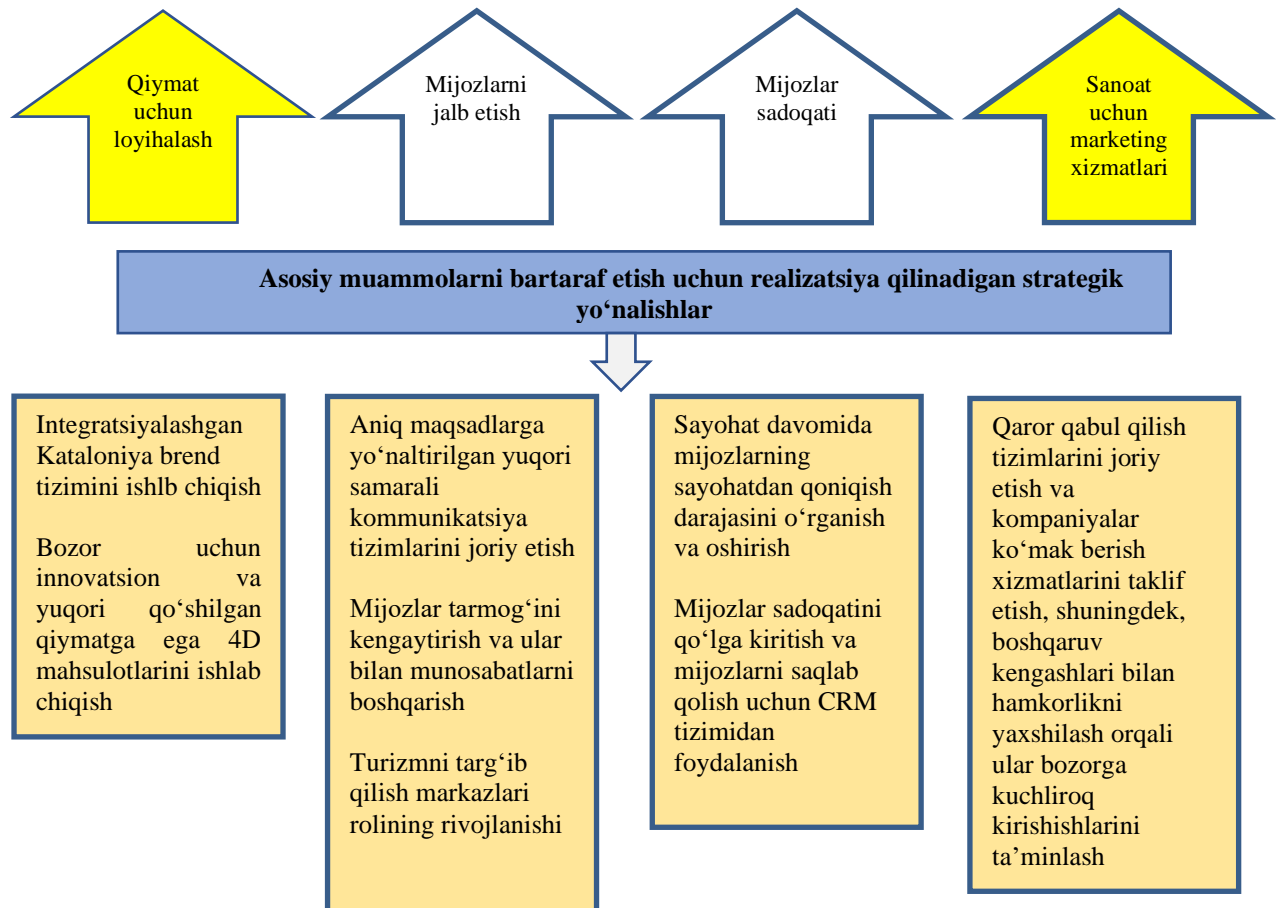 Qiymat
uchun
loyihalash
Mijozlarni
jalb etish
Mijozlar
sadoqati
Sanoat
uchun
marketing
xizmatlari
Asosiy muammolarni bartaraf etish uchun realizatsiya qilinadigan strategik
yo‘nalishlar
Integratsiyalashgan
Kataloniya brend
tizimini ishlb chiqish
Bozor uchun
innovatsion va
yuqori qo‘shilgan
qiymatga ega 4D
mahsulotlarini ishlab
chiqish
Aniq maqsadlarga
yo‘naltirilgan yuqori
samarali
kommunikatsiya
tizimlarini joriy etish
Mijozlar tarmog‘ini
kengaytirish va ular
bilan munosabatlarni
boshqarish
Turizmni targ‘ib
qilish markazlari
rolining rivojlanishi
Sayohat davomida
mijozlarning
sayohatdan qoniqish
darajasini o‘rganish
va oshirish
Mijozlar sadoqatini
qo‘lga kiritish va
mijozlarni saqlab
qolish uchun CRM
tizimidan
foydalanish
Qaror qabul qilish
tizimlarini joriy
etish va
kompaniyalar
ko‘mak berish
xizmatlarini taklif
etish, shuningdek,
boshqaruv
kengashlari bilan
hamkorlikni
yaxshilash orqali
ular bozorga
kuchliroq
kirishishlarini
ta’minlash